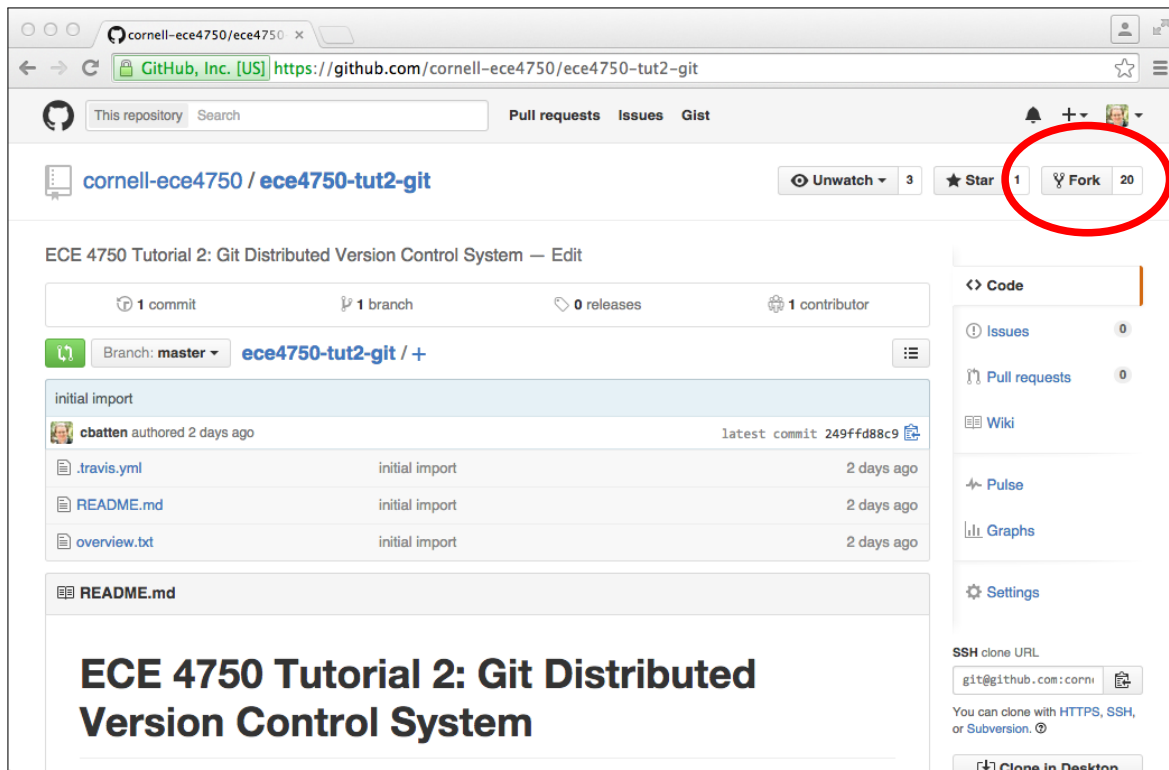 cornell-ece4750/ece4750 ×
GitHub, Inc. [US] https://github.com/cornell-ece4750/ece4750-tut2-git
This repository Search Pull requests Issues Gist
cornell-ece4750 / ece4750-tut2-git Unwatch 3 Star 1 Fork 20
ECE 4750 Tutorial 2: Git Distributed Version Control System — Edit
1 commit 1 branch 0 releases 1 contributor
Branch: master ece4750-tut2-git / +
initial import
cbatten authored 2 days ago latest commit 249ffd88c9
.travis.yml initial import 2 days ago
README.md initial import 2 days ago
overview.txt initial import 2 days ago
README.md
ECE 4750 Tutorial 2: Git Distributed
Version Control System
<> Code
Issues 0
Pull requests 0
Wiki
Pulse
Graphs
Settings
SSH clone URL
git@github.com:corne
You can clone with HTTPS, SSH,
or Subversion.
Clone in Desktop